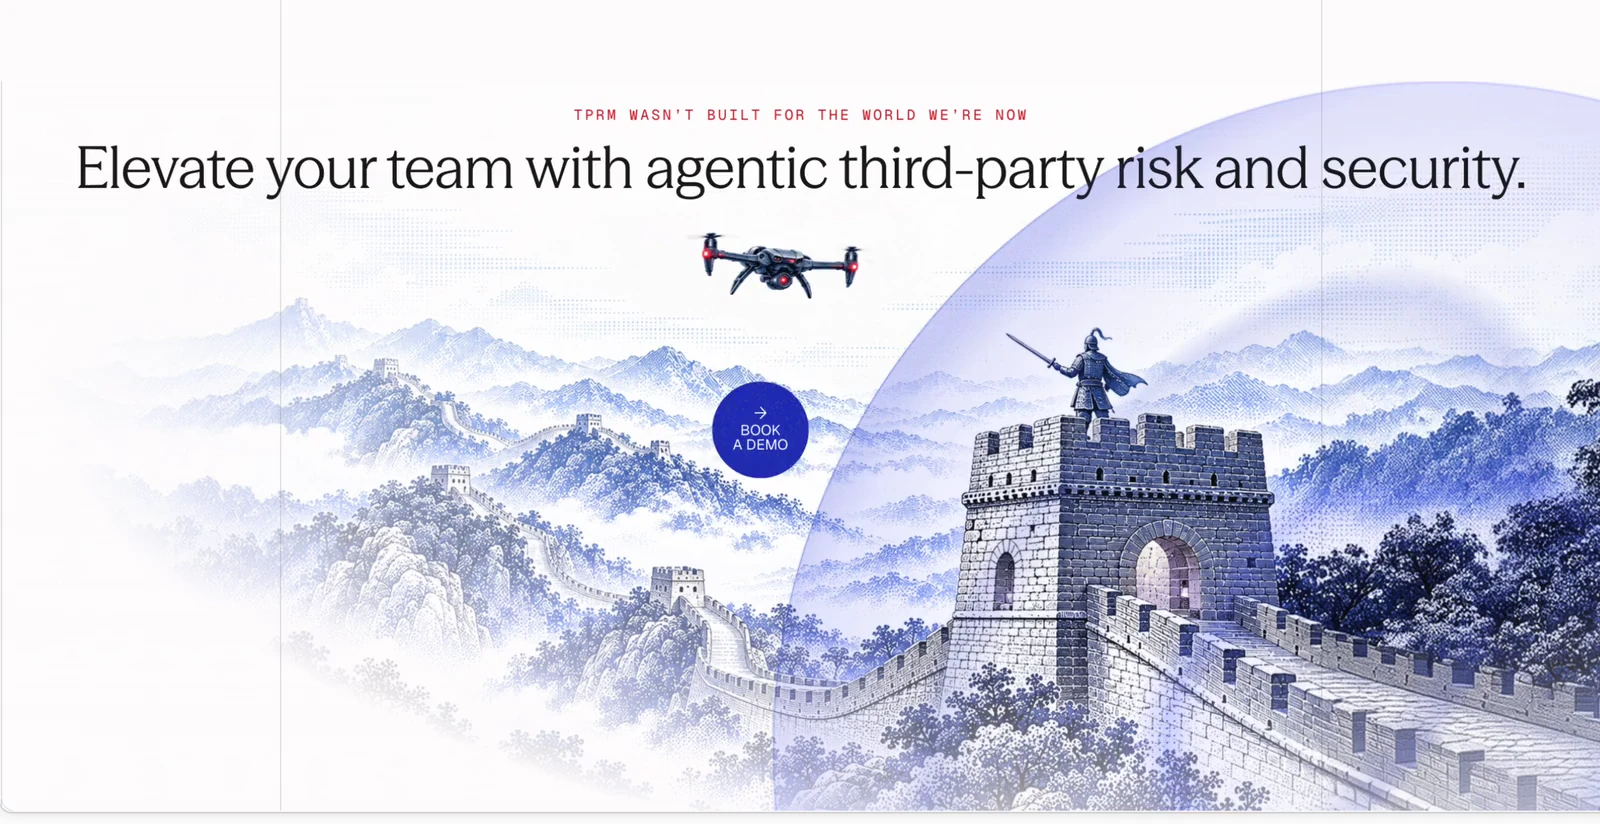 TPRM WASN'T BUILT FOR THE WORLD WE'RE NOW
Elevate your team with agentic third-party risk and security.
→
BOOK
A DEMO